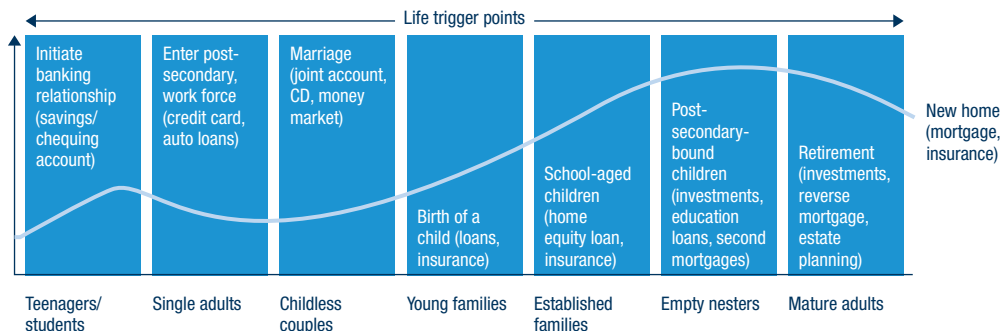 Life trigger points
Initiate
banking
relationship
(savings/
chequing
account)
Enter post-
secondary,
work force
(credit card,
auto loans)
Marriage
(joint account,
CD, money
market)
Birth of a
child (loans,
insurance)
School-aged
children
(home
equity loan,
insurance)
Post-
secondary-
bound
children
(investments,
education
loans, second
mortgages)
Retirement
(investments,
reverse
mortgage,
estate
planning)
New home
(mortgage,
insurance)
Teenagers/
students
Single adults
Childless
couples
Young families
Established
families
Empty nesters
Mature adults